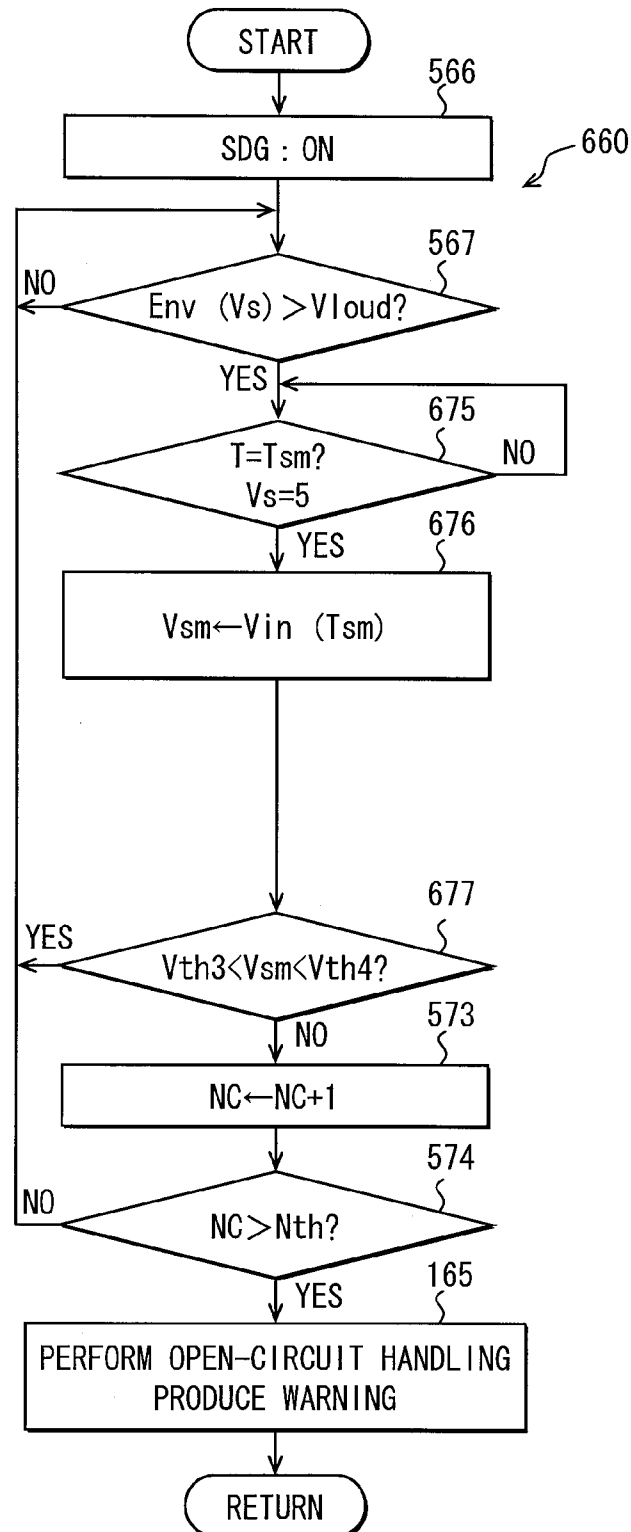 START
566
SDG : ON
660
567
NO
Env (Vs)>Vloud?
YES
675
T=Tsm?
Vs=5
NO
YES
676
Vsm←Vin (Tsm)
677
YES
Vth3<Vsm<Vth4?
NO
573
NC←NC+1
574
NO
NC>Nth?
YES
165
PERFORM OPEN-CIRCUIT HANDLING
PRODUCE WARNING
RETURN